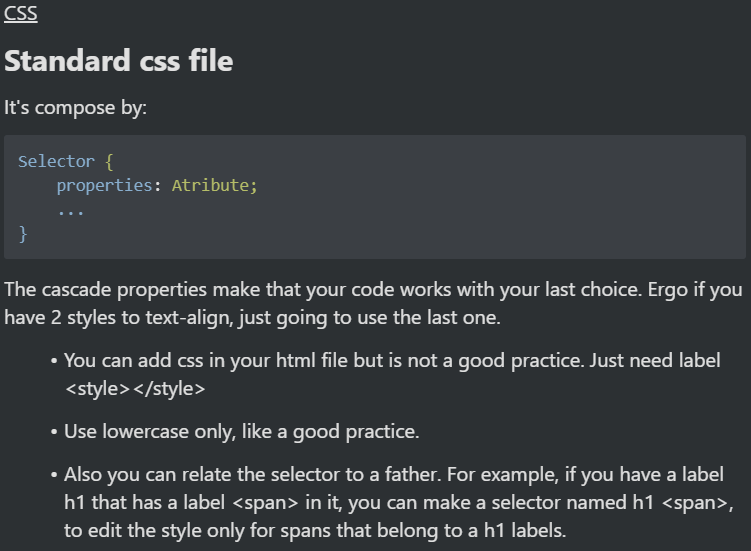 CSS
Standard css file
It's compose by:
Selector {
properties: Atribute;
...
}
The cascade properties make that your code works with your last choice. Ergo if you
have 2 styles to text-align, just going to use the last one.
• You can add css in your html file but is not a good practice. Just need label
<style></style>
• Use lowercase only, like a good practice.
• Also you can relate the selector to a father. For example, if you have a label
h1 that has a label <span> in it, you can make a selector named h1 <span>,
to edit the style only for spans that belong to a h1 labels.